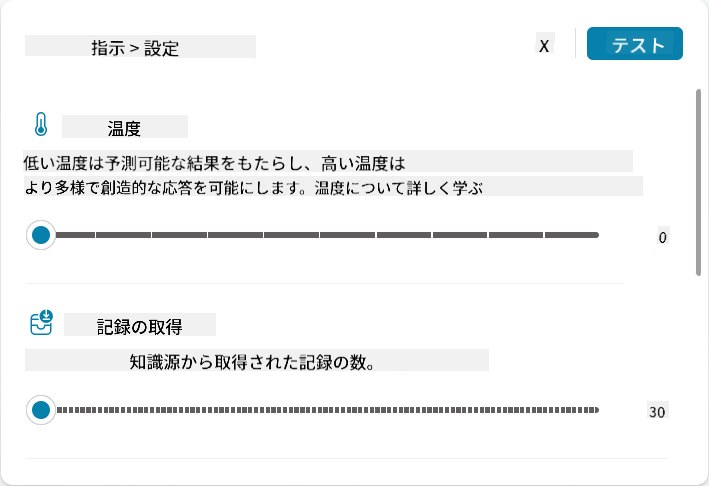 指示 > 設定
X
テスト
温度
低い温度は予測可能な結果をもたらし、高い温度は
より多様で創造的な応答を可能にします。温度について詳しく学ぶ
0
記録の取得
知識源から取得された記録の数。
30